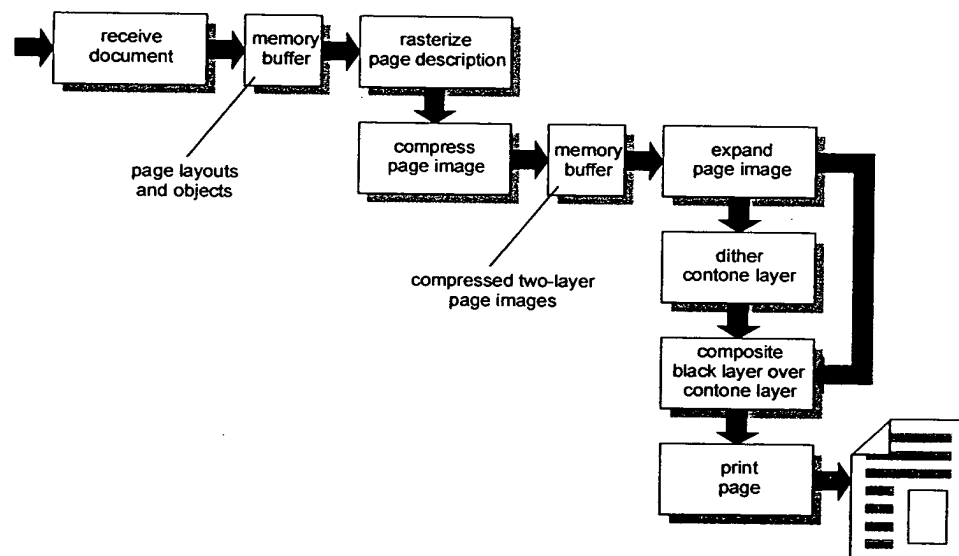 receive
document
memory
buffer
rasterize
page description
page layouts
and objects
compress
page image
memory
buffer
expand
page image
compressed two-layer
page images
dither
contone layer
composite
black layer over
contone layer
print
page